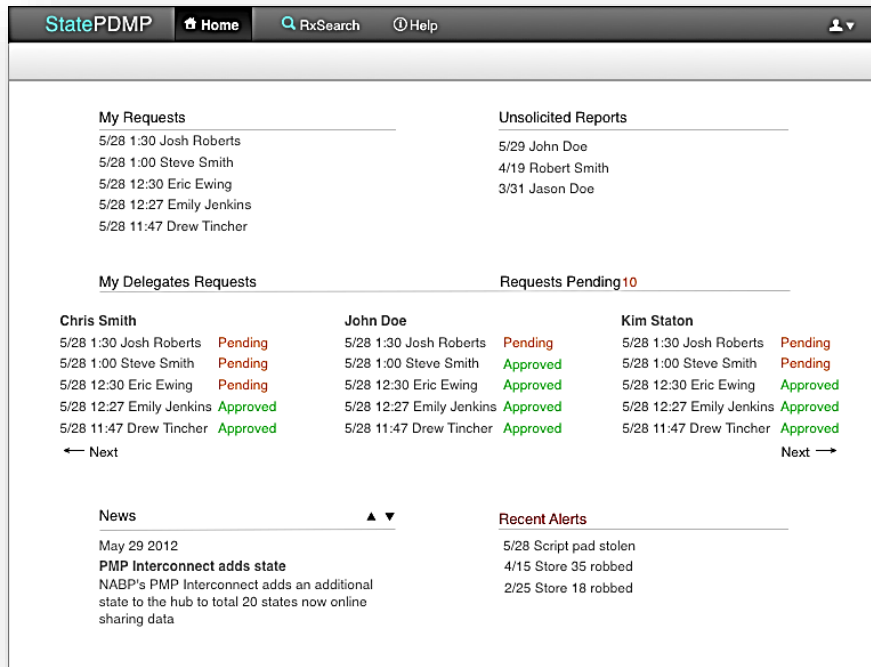 StatePDMP Home RxSearch Help
My Requests
5/28 1:30 Josh Roberts
5/28 1:00 Steve Smith
5/28 12:30 Eric Ewing
5/28 12:27 Emily Jenkins
5/28 11:47 Drew Tincher
Unsolicited Reports
5/29 John Doe
4/19 Robert Smith
3/31 Jason Doe
My Delegates Requests
Requests Pending10
Chris Smith
5/28 1:30 Josh Roberts Pending
5/28 1:00 Steve Smith Pending
5/28 12:30 Eric Ewing Pending
5/28 12:27 Emily Jenkins Approved
5/28 11:47 Drew Tincher Approved
← Next
John Doe
5/28 1:30 Josh Roberts Pending
5/28 1:00 Steve Smith Approved
5/28 12:30 Eric Ewing Approved
5/28 12:27 Emily Jenkins Approved
5/28 11:47 Drew Tincher Approved
Kim Staton
5/28 1:30 Josh Roberts Pending
5/28 1:00 Steve Smith Pending
5/28 12:30 Eric Ewing Approved
5/28 12:27 Emily Jenkins Approved
5/28 11:47 Drew Tincher Approved
Next →
News
May 29 2012
PMP Interconnect adds state
NABP's PMP Interconnect adds an additional
state to the hub to total 20 states now online
sharing data
Recent Alerts
5/28 Script pad stolen
4/15 Store 35 robbed
2/25 Store 18 robbed